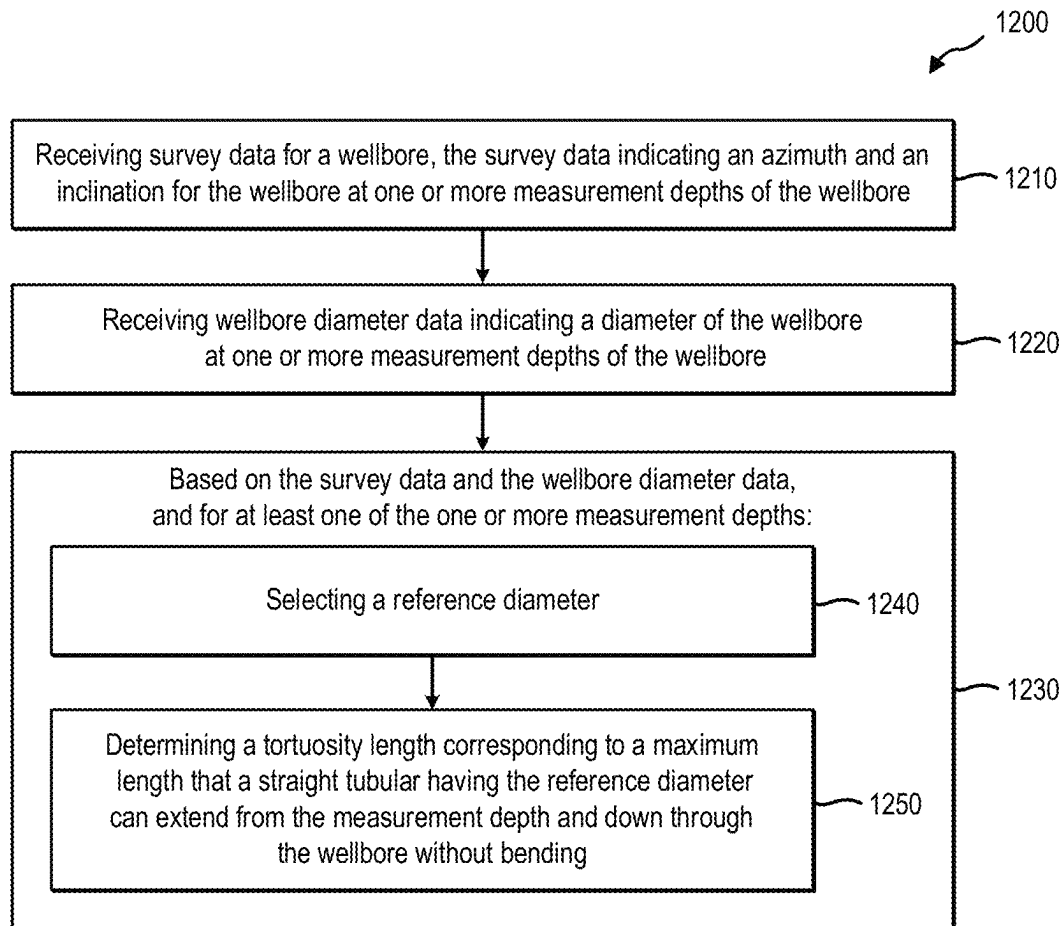 1200
Receiving survey data for a wellbore, the survey data indicating an azimuth and an
inclination for the wellbore at one or more measurement depths of the wellbore
1210
Receiving wellbore diameter data indicating a diameter of the wellbore
at one or more measurement depths of the wellbore
1220
Based on the survey data and the wellbore diameter data,
and for at least one of the one or more measurement depths:
Selecting a reference diameter
1240
1230
Determining a tortuosity length corresponding to a maximum
length that a straight tubular having the reference diameter
can extend from the measurement depth and down through
the wellbore without bending
1250